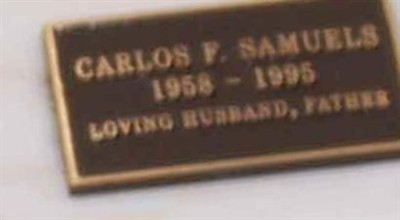 CARLOS F. SAMUELS
1958 - 1995
LOVING HUSBAND, FATHER